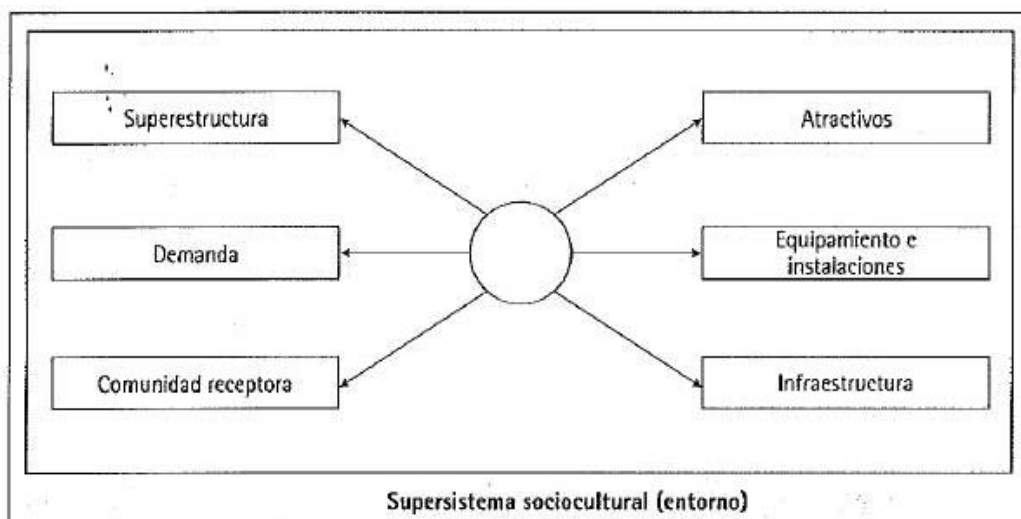 Superestructura
Atractivos
Demanda
Equipamiento e
instalaciones
Comunidad receptora
Infraestructura
Supersistema sociocultural (entorno)